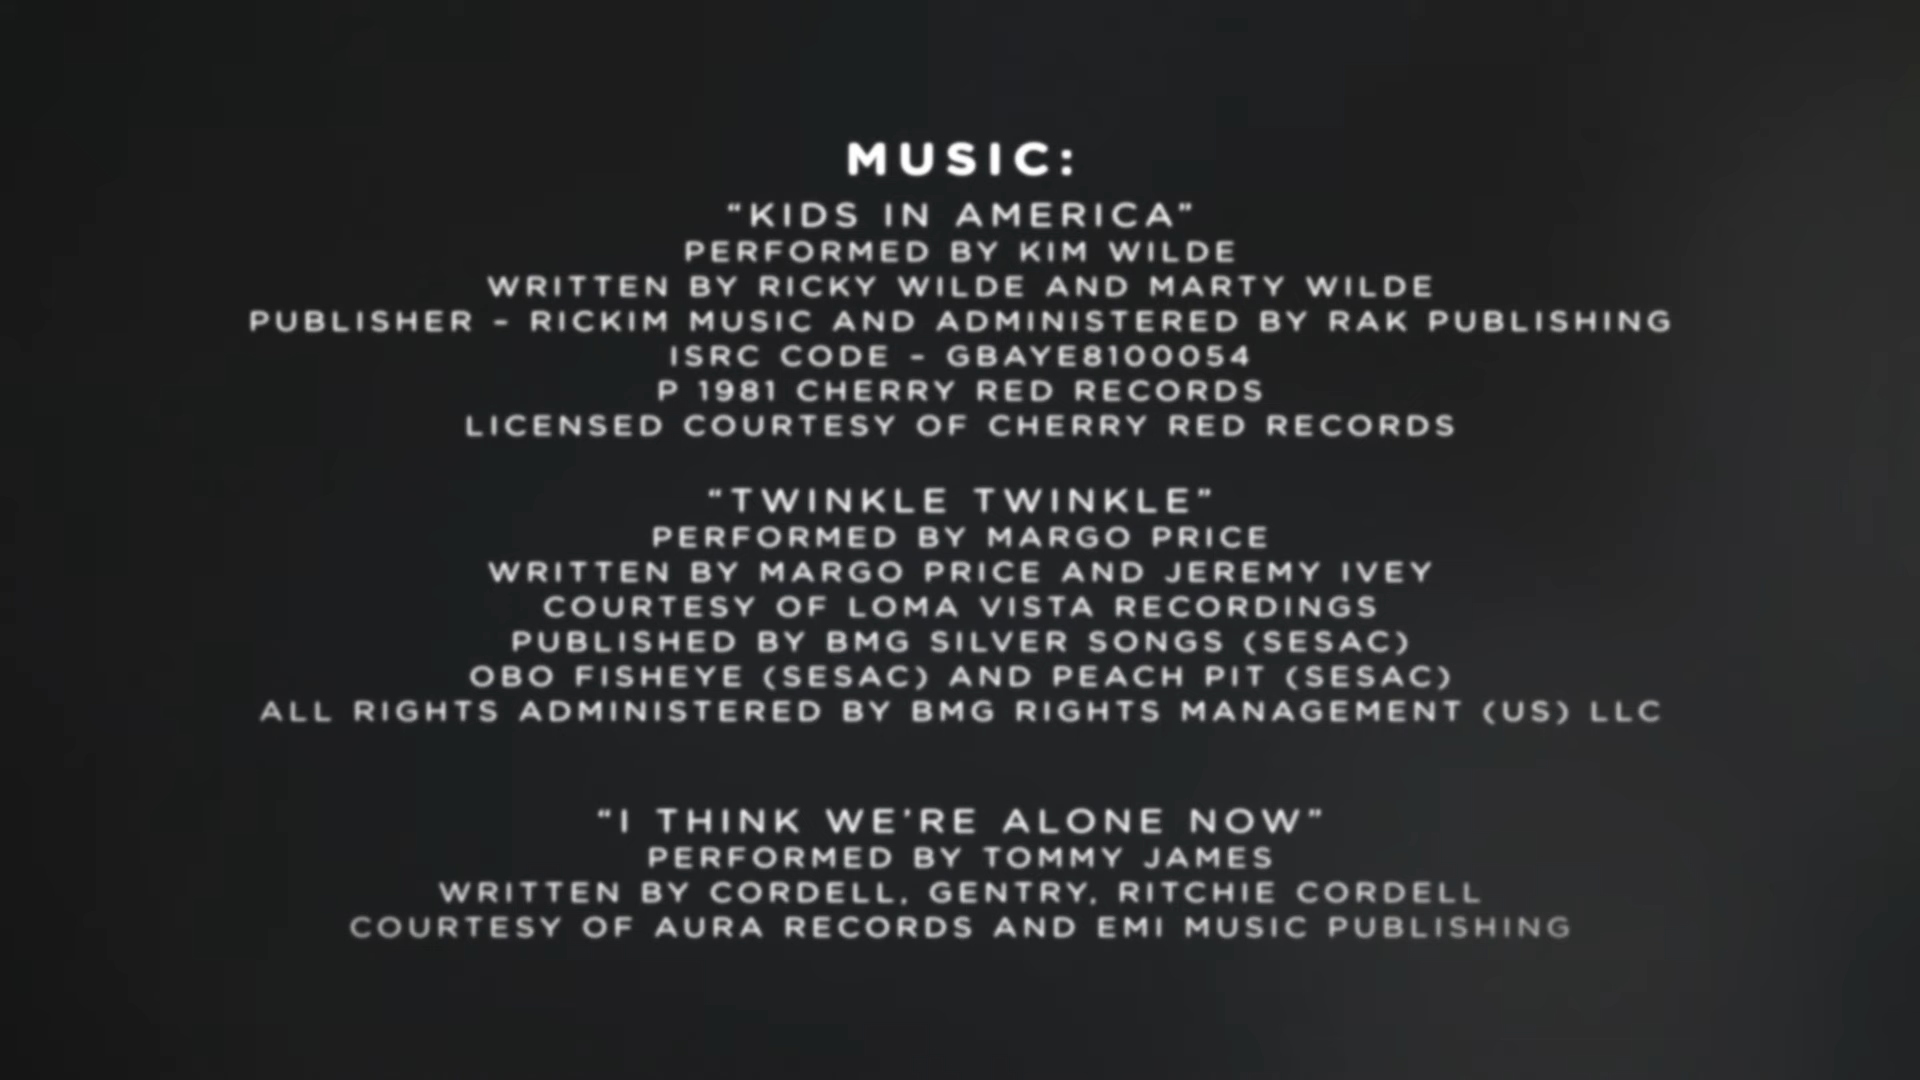 MUSIC:
“KIDS IN AMERICA”
PERFORMED BY KIM WILDE
WRITTEN BY RICKY WILDE AND MARTY WILDE
PUBLISHER - RICKIM MUSIC AND ADMINISTERED BY RAK PUBLISHING
ISRC CODE - GBAYE8100054
P 1981 CHERRY RED RECORDS
LICENSED COURTESY OF CHERRY RED RECORDS
“TWINKLE TWINKLE”
PERFORMED BY MARGO PRICE
WRITTEN BY MARGO PRICE AND JEREMY IVEY
COURTESY OF LOMA VISTA RECORDINGS
PUBLISHED BY BMG SILVER SONGS (SESAC)
OBO FISHEYE (SESAC) AND PEACH PIT (SESAC)
ALL RIGHTS ADMINISTERED BY BMG RIGHTS MANAGEMENT (US) LLC
“I THINK WE’RE ALONE NOW”
PERFORMED BY TOMMY JAMES
WRITTEN BY CORDELL, GENTRY, RITCHIE CORDELL
COURTESY OF AURA RECORDS AND EMI MUSIC PUBLISHING